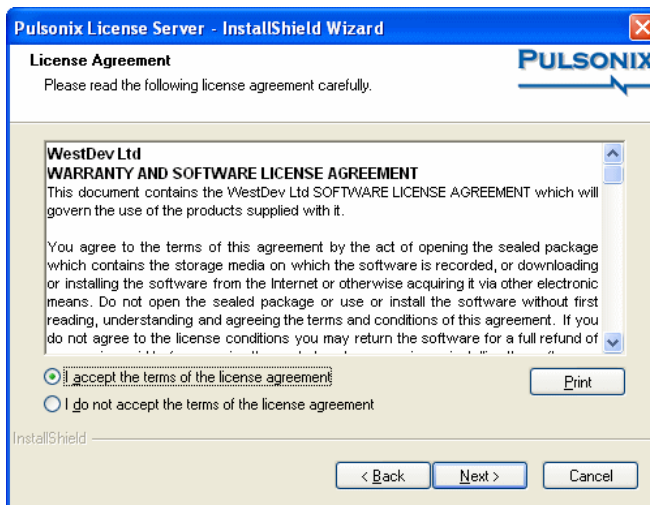 Pulsonix License Server - InstallShield Wizard
License Agreement
Please read the following license agreement carefully.
PULSONIX
WestDev Ltd
WARRANTY AND SOFTWARE LICENSE AGREEMENT
This document contains the WestDev Ltd SOFTWARE LICENSE AGREEMENT which will
govern the use of the products supplied with it.
You agree to the terms of this agreement by the act of opening the sealed package
which contains the storage media on which the software is recorded, or downloading
or installing the software from the Internet or otherwise acquiring it via other electronic
means. Do not open the sealed package or use or install the software without first
reading, understanding and agreeing the terms and conditions of this agreement. If you
do not agree to the license conditions you may return the software for a full refund of
I accept the terms of the license agreement
Print
I do not accept the terms of the license agreement
InstallShield
< Back
Next >
Cancel